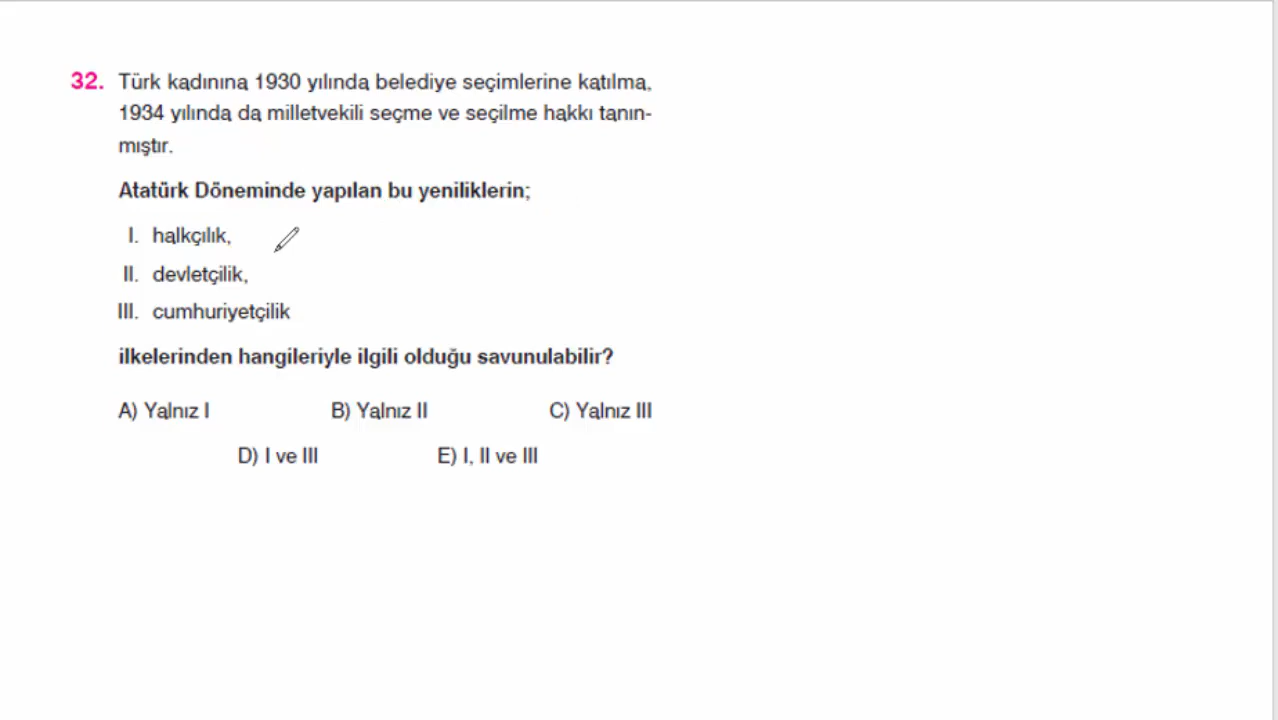 32. Türk kadınına 1930 yılında belediye seçimlerine katılma,
1934 yılında da milletvekili seçme ve seçilme hakkı tanın-
mıştır.
Atatürk Döneminde yapılan bu yeniliklerin;
I. halkçılık,
II. devletçilik,
III. cumhuriyetçilik
ilkelerinden hangileriyle ilgili olduğu savunulabilir?
A) Yalnız I B) Yalnız II C) Yalnız III
D) I ve III E) I, II ve III